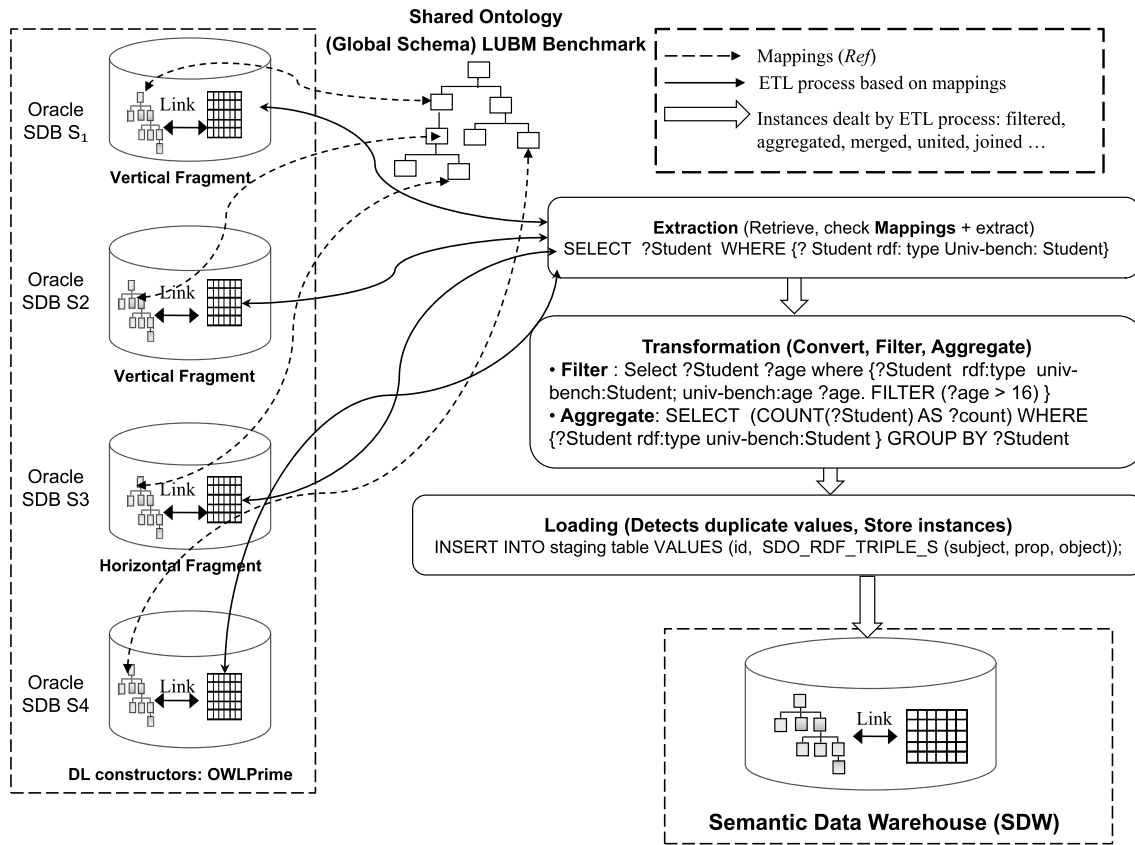 Shared Ontology
(Global Schema) LUBM Benchmark
Mappings (Ref)
ETL process based on mappings
Instances dealt by ETL process: filtered,
aggregated, merged, united, joined …
Oracle
SDB S1
Link
Vertical Fragment
Oracle
SDB S2
Link
Vertical Fragment
Oracle
SDB S3
Link
Horizontal Fragment
Oracle
SDB S4
Link
DL constructors: OWLPrime
Extraction (Retrieve, check Mappings + extract)
SELECT ?Student WHERE {? Student rdf: type Univ-bench: Student}
Transformation (Convert, Filter, Aggregate)
• Filter : Select ?Student ?age where {?Student rdf:type univ-
bench:Student; univ-bench:age ?age. FILTER (?age > 16) }
• Aggregate: SELECT (COUNT(?Student) AS ?count) WHERE
{?Student rdf:type univ-bench:Student } GROUP BY ?Student
Loading (Detects duplicate values, Store instances)
INSERT INTO staging table VALUES (id, SDO_RDF_TRIPLE_S (subject, prop, object));
Link
Semantic Data Warehouse (SDW)